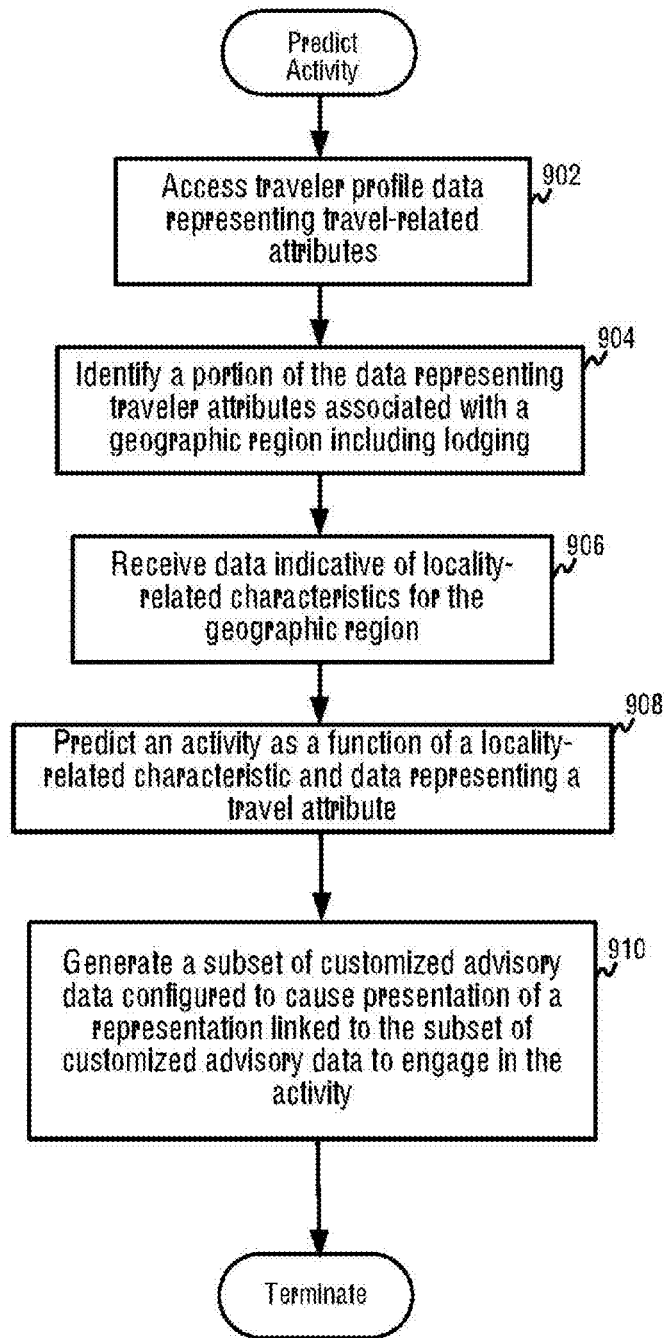 Predict
Activity
902
Access traveler profile data
representing travel-related
attributes
904
Identify a portion of the data representing
traveler attributes associated with a
geographic region including lodging
906
Receive data indicative of locality-
related characteristics for the
geographic region
908
Predict an activity as a function of a locality-
related characteristic and data representing a
travel attribute
910
Generate a subset of customized advisory
data configured to cause presentation of a
representation linked to the subset of
customized advisory data to engage in the
activity
Terminate